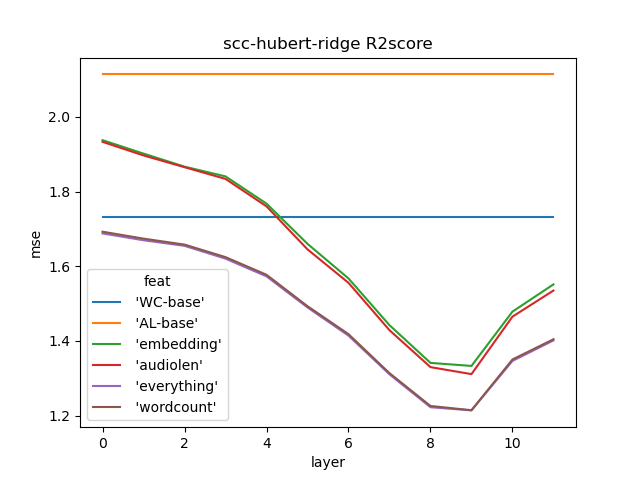 scc-hubert-ridge R2score
mse
2.0
1.8
1.6
1.4
1.2
feat
'WC-base'
'AL-base'
'embedding'
'audiolen'
'everything'
'wordcount'
0 2 4 6 8 10
layer